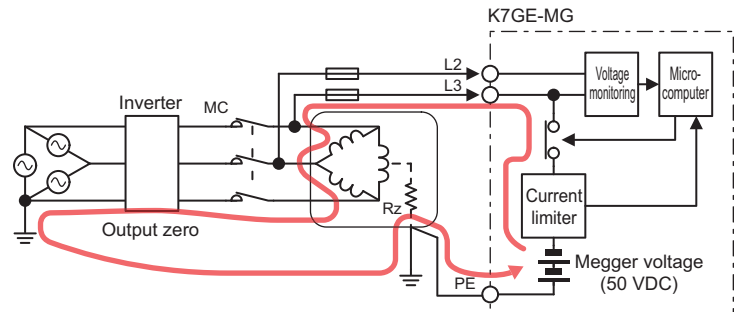 K7GE-MG
L2
L3
Voltage
monitoring
Micro-
computer
Inverter
MC
Current
limiter
Rz
Output zero
Megger voltage
(50 VDC)
PE